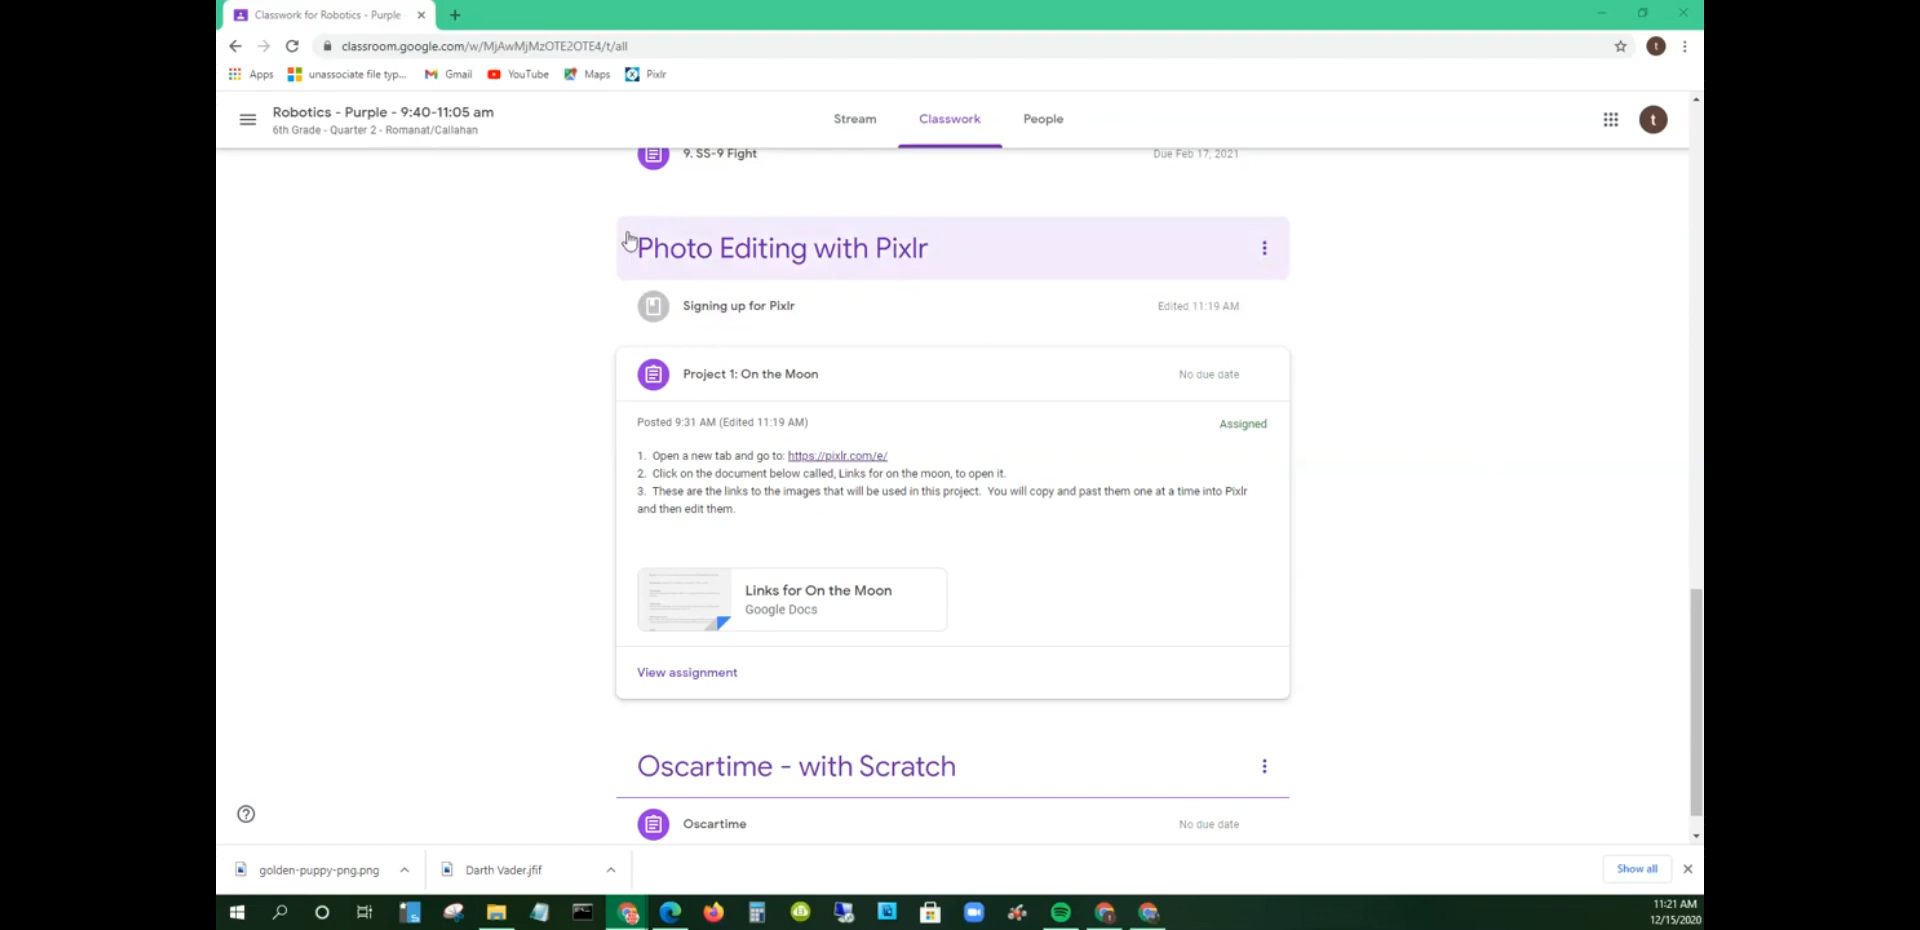 Classwork for Robotics - Purple
classroom.google.com/w/MjAwMjMzOTE2OTE4/t/all
t
Apps
unassociate file typ...
Gmail
YouTube
Maps
Pixlr
Robotics - Purple - 9:40-11:05 am
6th Grade - Quarter 2 - Romanat/Callahan
Stream
Classwork
People
t
9. SS-9 Fight
Due Feb 17, 2021
Photo Editing with Pixlr
Signing up for Pixlr
Edited 11:19 AM
Project 1: On the Moon
No due date
Posted 9:31 AM (Edited 11:19 AM)
Assigned
1. Open a new tab and go to: https://pixlr.com/e/
2. Click on the document below called, Links for on the moon, to open it.
3. These are the links to the images that will be used in this project. You will copy and past them one at a time into Pixlr
and then edit them.
Links for On the Moon
Google Docs
View assignment
Oscartime - with Scratch
Oscartime
No due date
golden-puppy-png.png
Darth Vader.jfif
Show all
11:21 AM
12/15/2020